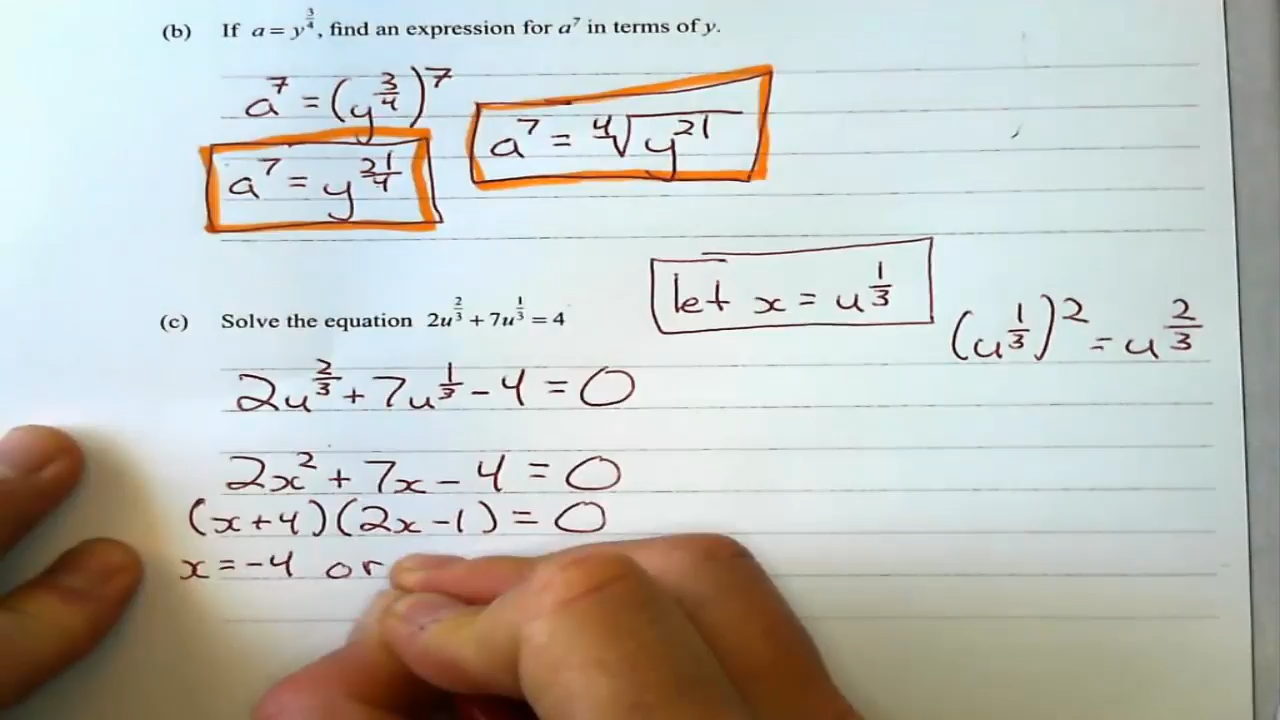 (b) If a = y^{3/4}, find an expression for a^7 in terms of y.
a^7 = (y^{3/4})^7
a^7 = y^{21/4}
a^7 = ∜(y^{21})
let x = u^{1/3}
(c) Solve the equation 2u^{2/3} + 7u^{1/3} = 4
(u^{1/3})^2 = u^{2/3}
2u^{2/3} + 7u^{1/3} - 4 = 0
2x^2 + 7x - 4 = 0
(x+4)(2x-1) = 0
x = -4 or